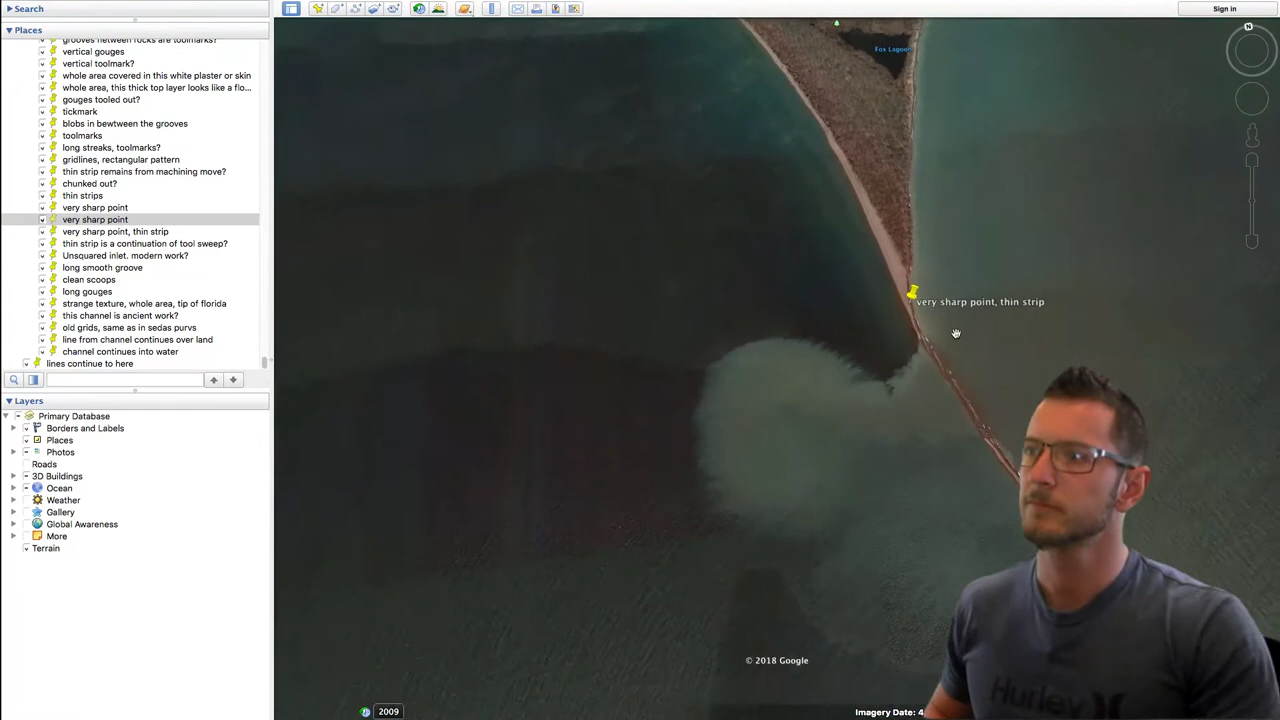 Search
Sign in
Places
grooves netween rocks are toolmarks?
vertical gouges
vertical toolmark?
whole area covered in this white plaster or skin
whole area, this thick top layer looks like a flo...
gouges tooled out?
tickmark
blobs in bewtween the grooves
toolmarks
long streaks, toolmarks?
gridlines, rectangular pattern
thin strip remains from machining move?
chunked out?
thin strips
very sharp point
very sharp point
very sharp point, thin strip
thin strip is a continuation of tool sweep?
Unsquared inlet. modern work?
long smooth groove
clean scoops
long gouges
strange texture, whole area, tip of florida
this channel is ancient work?
old grids, same as in sedas purvs
line from channel continues over land
channel continues into water
lines continue to here
Layers
Primary Database
Borders and Labels
Places
Photos
Roads
3D Buildings
Ocean
Weather
Gallery
Global Awareness
More
Terrain
N
Fox Lagoon
very sharp point, thin strip
© 2018 Google
2009
Imagery Date: 4
Hurley